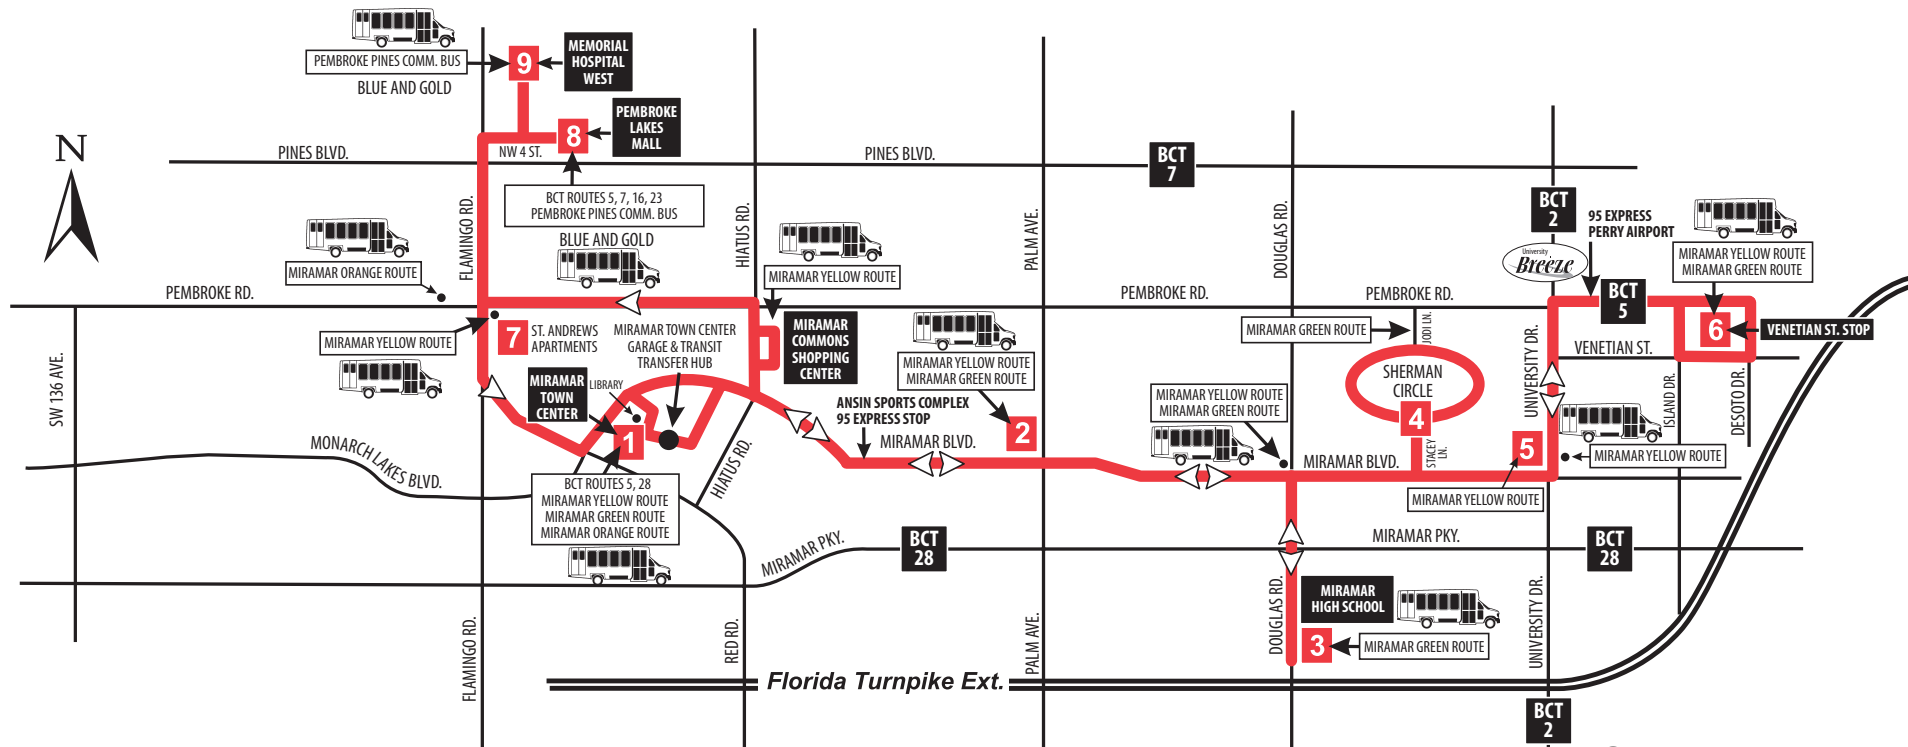 PEMBROKE PINES COMM. BUS
BLUE AND GOLD
9
MEMORIAL
HOSPITAL
WEST
8
PEMBROKE
LAKES
MALL
N
PINES BLVD.
NW 4 ST.
PINES BLVD.
BCT
7
BCT ROUTES 5, 7, 16, 23
PEMBROKE PINES COMM. BUS
BLUE AND GOLD
FLAMINGO RD.
HIATUS RD.
PALM AVE.
DOUGLAS RD.
BCT
2
95 EXPRESS
PERRY AIRPORT
University
Breeze
MIRAMAR YELLOW ROUTE
MIRAMAR GREEN ROUTE
MIRAMAR ORANGE ROUTE
MIRAMAR YELLOW ROUTE
PEMBROKE RD.
PEMBROKE RD.
PEMBROKE RD.
BCT
5
6
VENETIAN ST. STOP
VENETIAN ST.
MIRAMAR YELLOW ROUTE
7
ST. ANDREWS
APARTMENTS
MIRAMAR TOWN CENTER
GARAGE & TRANSIT
TRANSFER HUB
MIRAMAR
COMMONS
SHOPPING
CENTER
MIRAMAR YELLOW ROUTE
MIRAMAR GREEN ROUTE
MIRAMAR GREEN ROUTE
JODI LN.
SHERMAN
CIRCLE
4
STACEY
LN.
UNIVERSITY DR.
ISLAND DR.
DESOTO DR.
SW 136 AVE.
MIRAMAR
TOWN
CENTER
LIBRARY
1
ANSIN SPORTS COMPLEX
95 EXPRESS STOP
2
MIRAMAR YELLOW ROUTE
MIRAMAR GREEN ROUTE
MIRAMAR BLVD.
MIRAMAR BLVD.
5
MIRAMAR YELLOW ROUTE
MIRAMAR YELLOW ROUTE
MONARCH LAKES BLVD.
HIATUS RD.
BCT ROUTES 5, 28
MIRAMAR YELLOW ROUTE
MIRAMAR GREEN ROUTE
MIRAMAR ORANGE ROUTE
MIRAMAR PKY.
BCT
28
MIRAMAR PKY.
BCT
28
FLAMINGO RD.
RED RD.
PALM AVE.
DOUGLAS RD.
MIRAMAR
HIGH SCHOOL
3
MIRAMAR GREEN ROUTE
UNIVERSITY DR.
Florida Turnpike Ext.
BCT
2